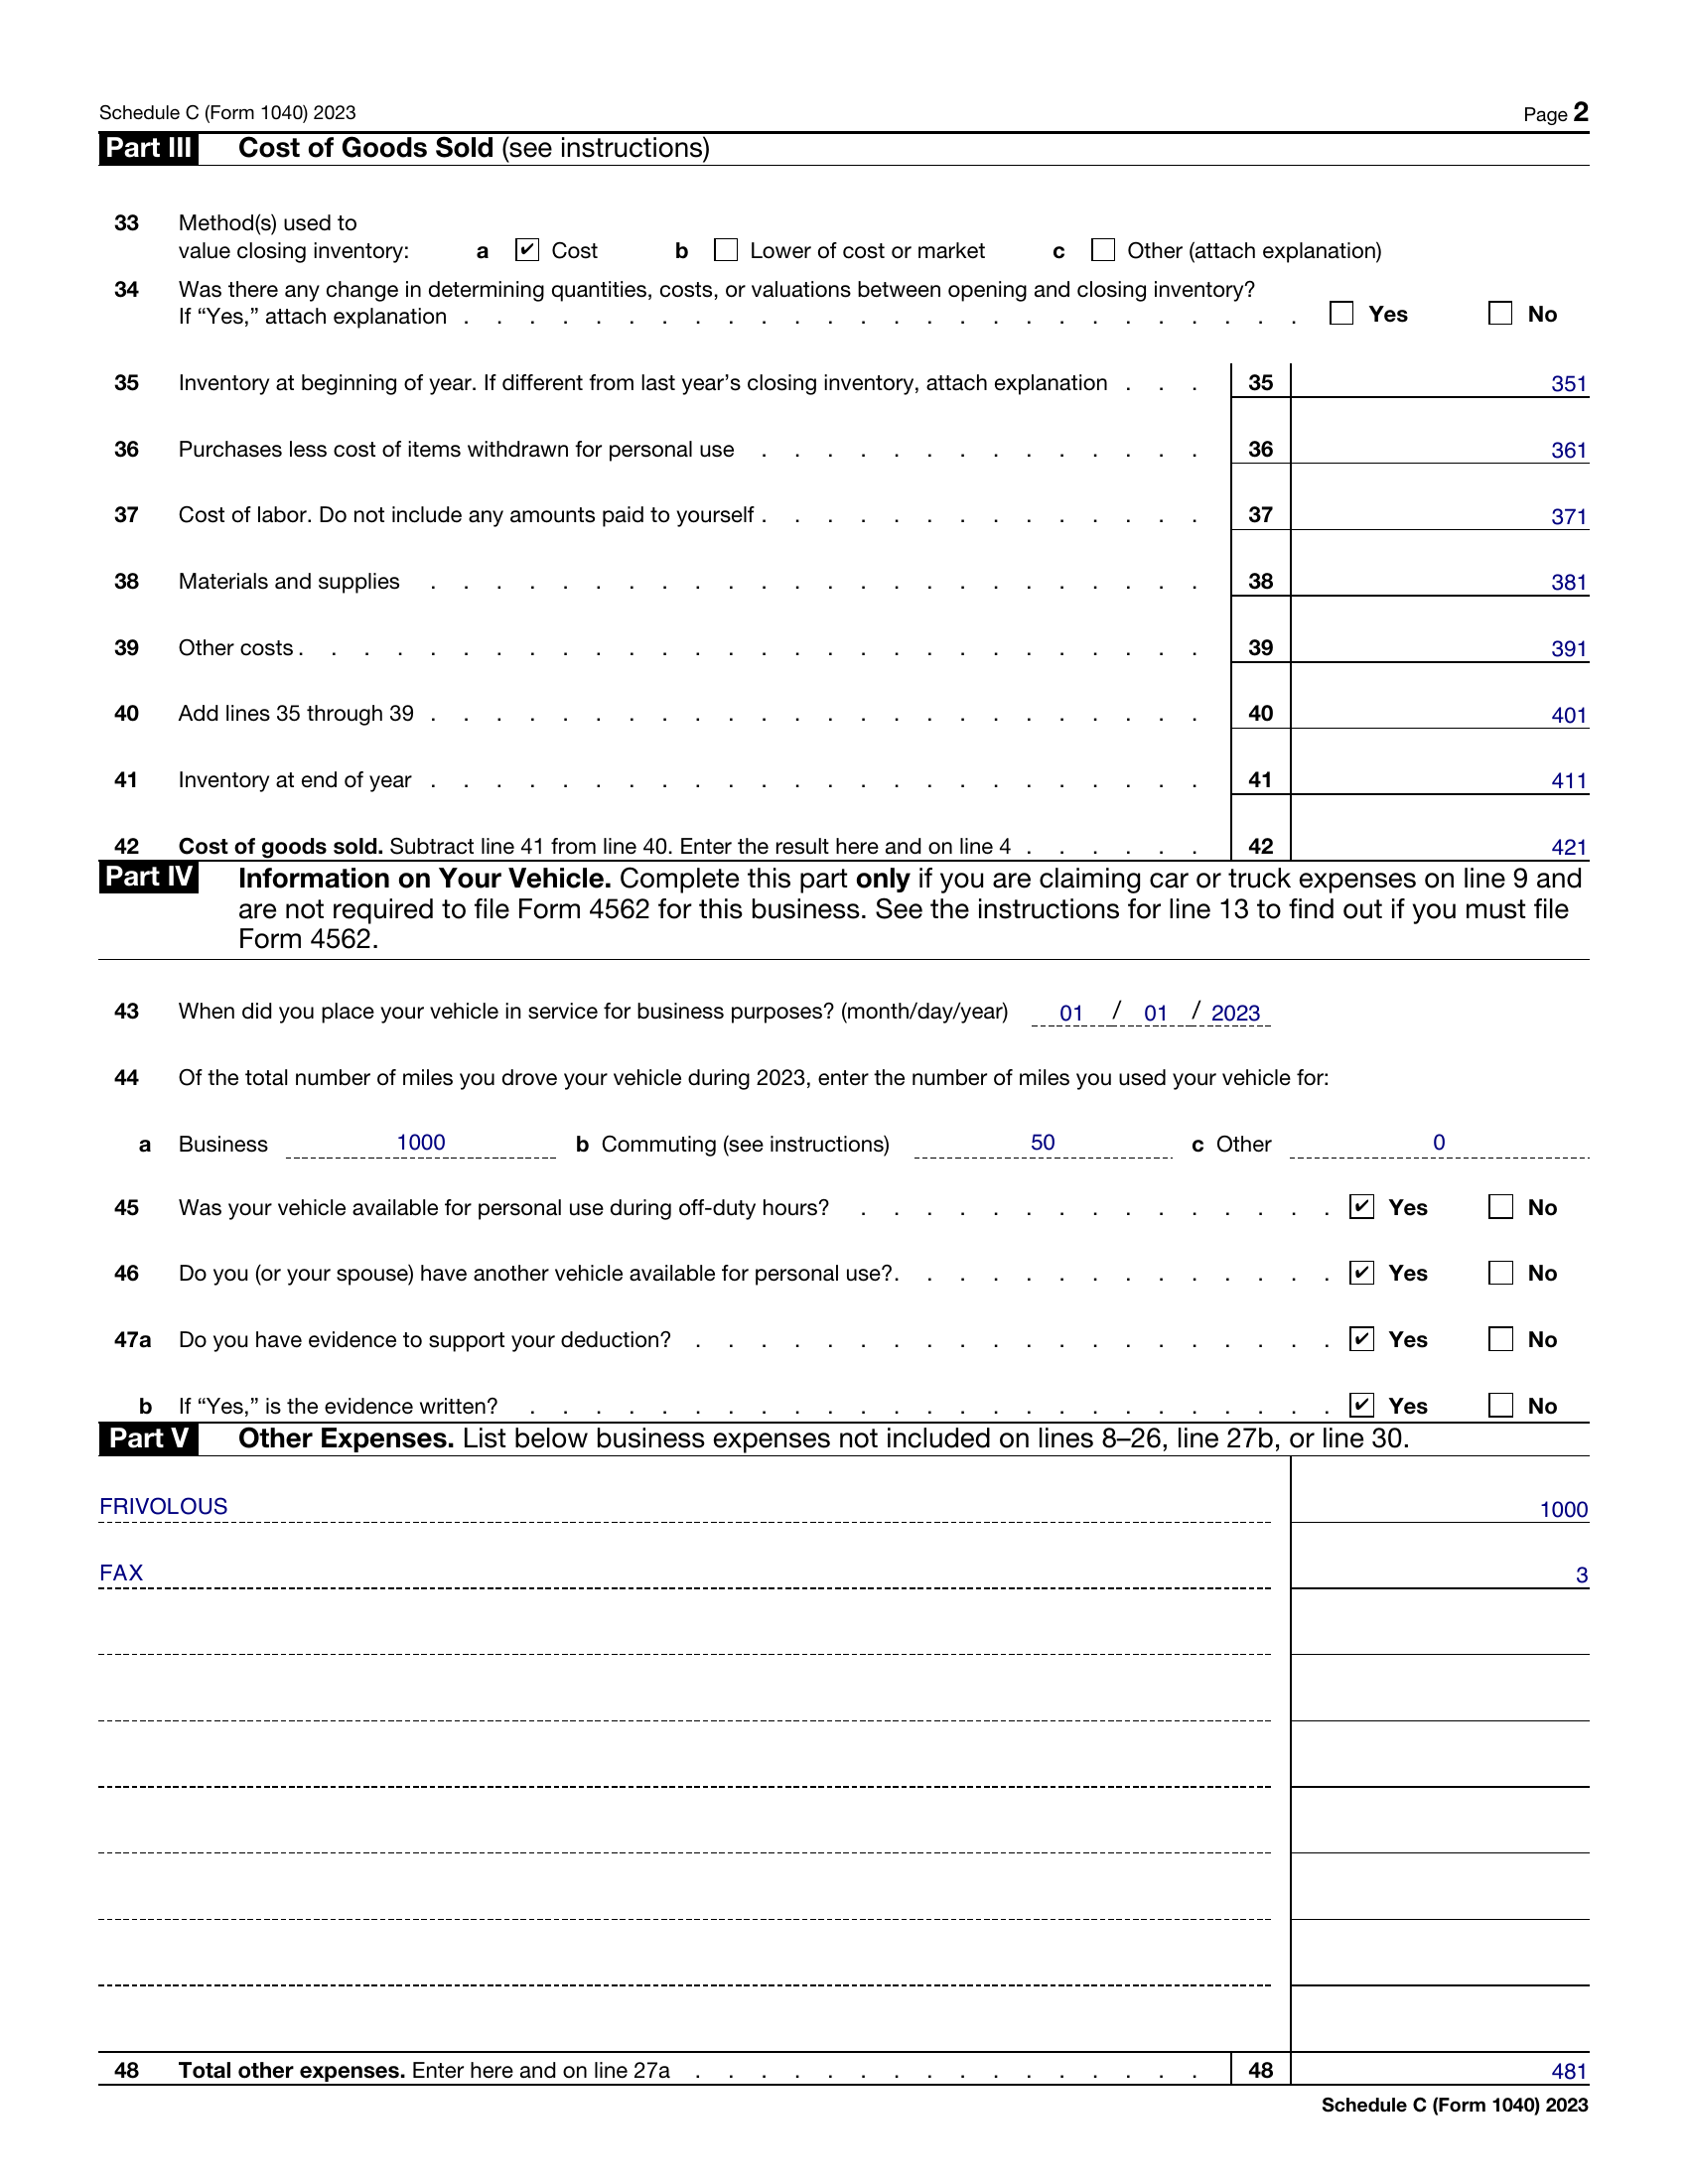 Schedule C (Form 1040) 2023 Page 2
Part III Cost of Goods Sold (see instructions)
33 Method(s) used to
value closing inventory: a ✔ Cost b Lower of cost or market c Other (attach explanation)
34 Was there any change in determining quantities, costs, or valuations between opening and closing inventory?
If “Yes,” attach explanation . . . . . . . . . . . . . . . . . . . . . . . . . . Yes No
35 Inventory at beginning of year. If different from last year’s closing inventory, attach explanation . . . 35 351
36 Purchases less cost of items withdrawn for personal use . . . . . . . . . . . . . . 36 361
37 Cost of labor. Do not include any amounts paid to yourself . . . . . . . . . . . . . . 37 371
38 Materials and supplies . . . . . . . . . . . . . . . . . . . . . . . . 38 381
39 Other costs . . . . . . . . . . . . . . . . . . . . . . . . . . . . 39 391
40 Add lines 35 through 39 . . . . . . . . . . . . . . . . . . . . . . . . 40 401
41 Inventory at end of year . . . . . . . . . . . . . . . . . . . . . . . . 41 411
42 Cost of goods sold. Subtract line 41 from line 40. Enter the result here and on line 4 . . . . . . 42 421
Part IV Information on Your Vehicle. Complete this part only if you are claiming car or truck expenses on line 9 and
are not required to file Form 4562 for this business. See the instructions for line 13 to find out if you must file
Form 4562.
43 When did you place your vehicle in service for business purposes? (month/day/year) 01 / 01 / 2023
44 Of the total number of miles you drove your vehicle during 2023, enter the number of miles you used your vehicle for:
a Business 1000 b Commuting (see instructions) 50 c Other 0
45 Was your vehicle available for personal use during off-duty hours? . . . . . . . . . . . . . . . ✔ Yes No
46 Do you (or your spouse) have another vehicle available for personal use? . . . . . . . . . . . . . . ✔ Yes No
47a Do you have evidence to support your deduction? . . . . . . . . . . . . . . . . . . . . ✔ Yes No
b If “Yes,” is the evidence written? . . . . . . . . . . . . . . . . . . . . . . . . . ✔ Yes No
Part V Other Expenses. List below business expenses not included on lines 8–26, line 27b, or line 30.
FRIVOLOUS 1000
FAX 3
48 Total other expenses. Enter here and on line 27a . . . . . . . . . . . . . . . . 48 481
Schedule C (Form 1040) 2023